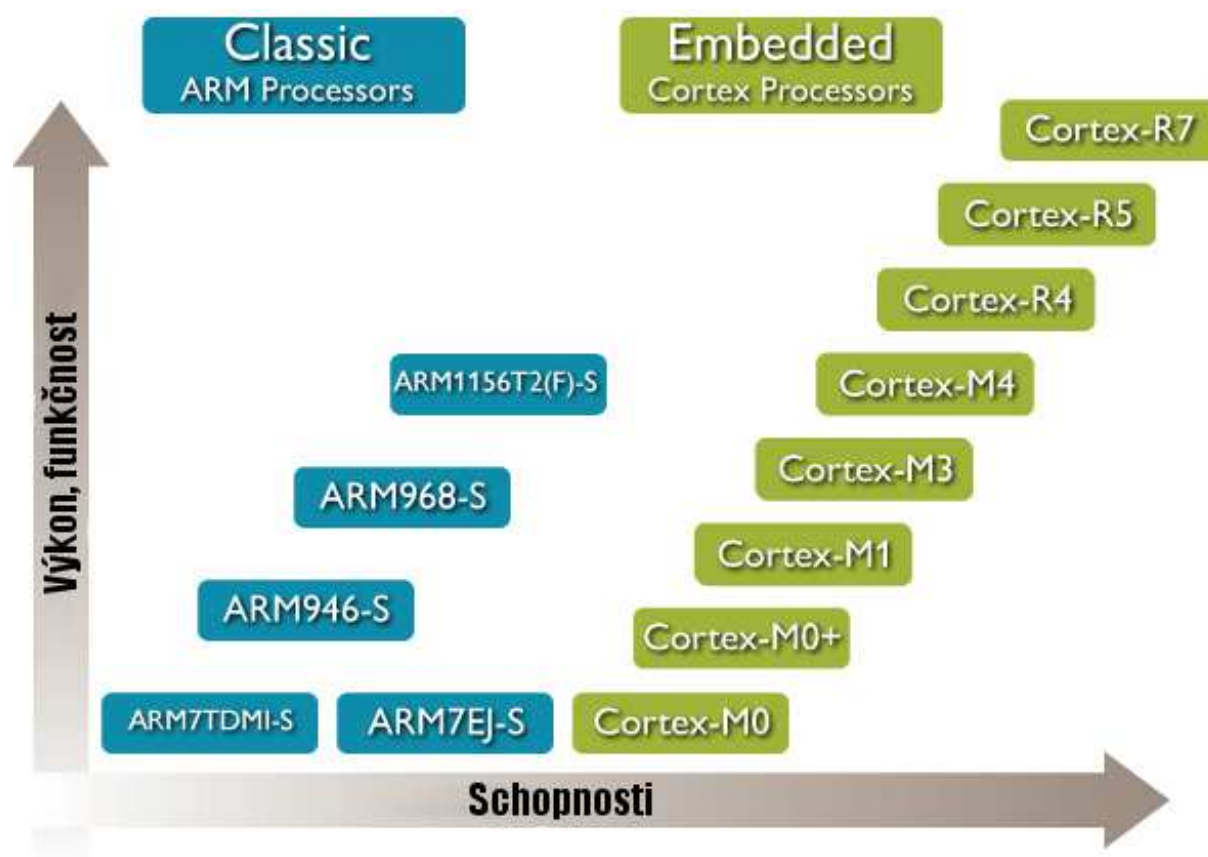 Classic
ARM Processors
Embedded
Cortex Processors
Cortex-R7
Cortex-R5
Cortex-R4
ARM1156T2(F)-S
Cortex-M4
Cortex-M3
ARM968-S
Cortex-M1
ARM946-S
Cortex-M0+
ARM7TDMI-S
ARM7EJ-S
Cortex-M0
Výkon, funkčnost
Schopnosti